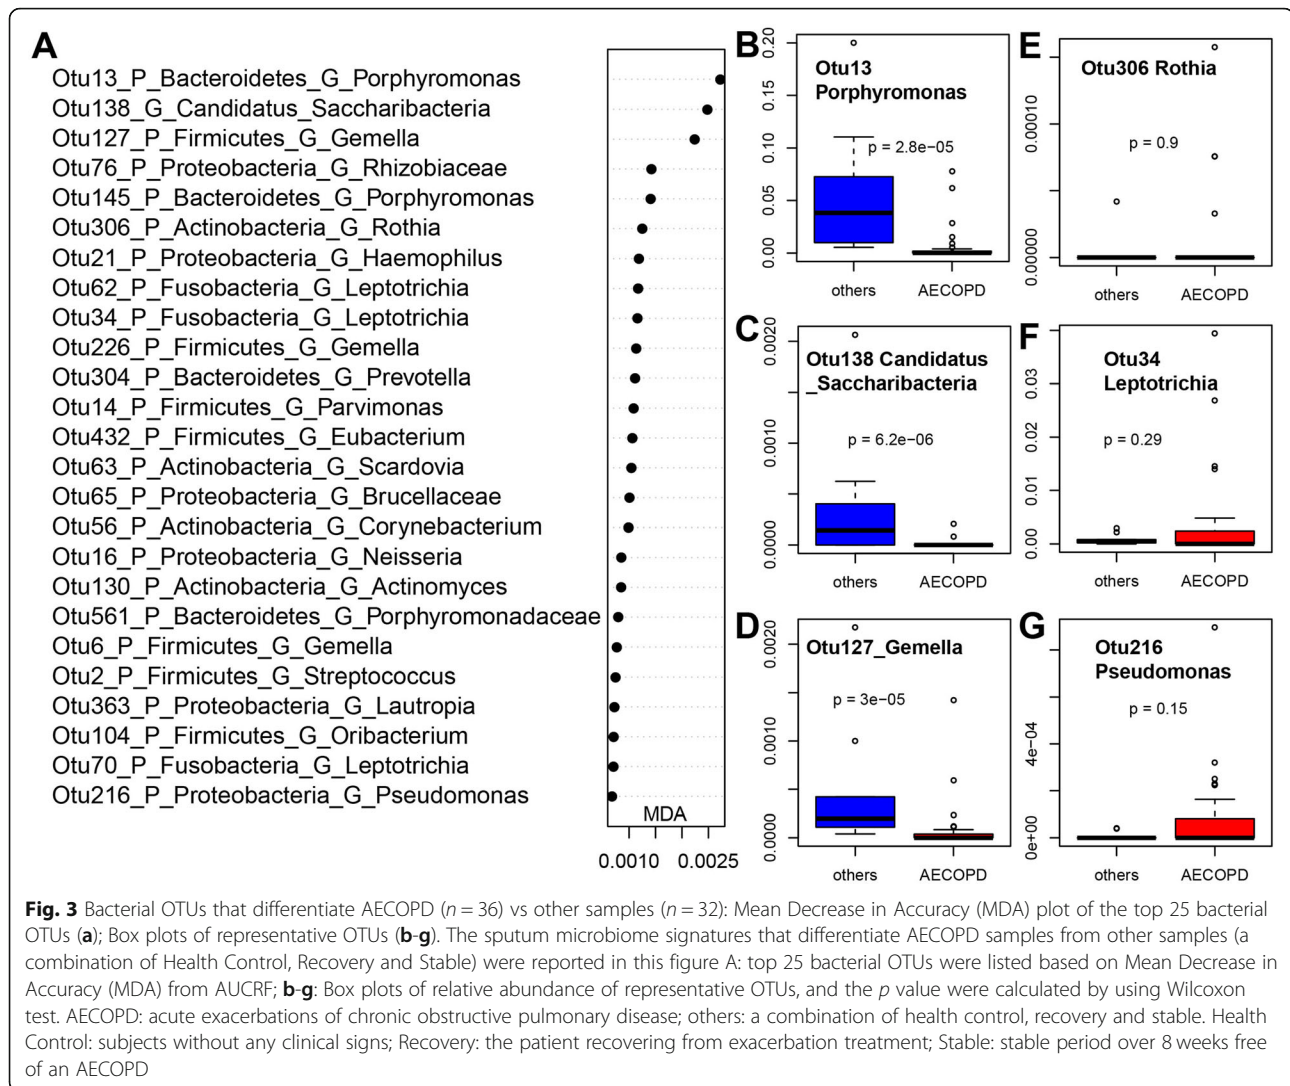 A
Otu13_P_Bacteroidetes_G_Porphyromonas
Otu138_G_Candidatus_Saccharibacteria
Otu127_P_Firmicutes_G_Gemella
Otu76_P_Proteobacteria_G_Rhizobiaceae
Otu145_P_Bacteroidetes_G_Porphyromonas
Otu306_P_Actinobacteria_G_Rothia
Otu21_P_Proteobacteria_G_Haemophilus
Otu62_P_Fusobacteria_G_Leptotrichia
Otu34_P_Fusobacteria_G_Leptotrichia
Otu226_P_Firmicutes_G_Gemella
Otu304_P_Bacteroidetes_G_Prevotella
Otu14_P_Firmicutes_G_Parvimonas
Otu432_P_Firmicutes_G_Eubacterium
Otu63_P_Actinobacteria_G_Scardovia
Otu65_P_Proteobacteria_G_Brucellaceae
Otu56_P_Actinobacteria_G_Corynebacterium
Otu16_P_Proteobacteria_G_Neisseria
Otu130_P_Actinobacteria_G_Actinomyces
Otu561_P_Bacteroidetes_G_Porphyromonadaceae
Otu6_P_Firmicutes_G_Gemella
Otu2_P_Firmicutes_G_Streptococcus
Otu363_P_Proteobacteria_G_Lautropia
Otu104_P_Firmicutes_G_Oribacterium
Otu70_P_Fusobacteria_G_Leptotrichia
Otu216_P_Proteobacteria_G_Pseudomonas
MDA
0.0010 0.0025
B
Otu13
Porphyromonas
p = 2.8e−05
0.20
0.15
0.10
0.05
0.00
others AECOPD
C
Otu138 Candidatus
_Saccharibacteria
p = 6.2e−06
0.0020
0.0010
0.0000
others AECOPD
D
Otu127_Gemella
p = 3e−05
0.0020
0.0010
0.0000
others AECOPD
E
Otu306 Rothia
p = 0.9
0.00010
0.00000
others AECOPD
F
Otu34
Leptotrichia
p = 0.29
0.03
0.02
0.01
0.00
others AECOPD
G
Otu216
Pseudomonas
p = 0.15
4e−04
0e+00
others AECOPD
Fig. 3 Bacterial OTUs that differentiate AECOPD (n = 36) vs other samples (n = 32): Mean Decrease in Accuracy (MDA) plot of the top 25 bacterial
OTUs (a); Box plots of representative OTUs (b-g). The sputum microbiome signatures that differentiate AECOPD samples from other samples (a
combination of Health Control, Recovery and Stable) were reported in this figure A: top 25 bacterial OTUs were listed based on Mean Decrease in
Accuracy (MDA) from AUCRF; b-g: Box plots of relative abundance of representative OTUs, and the p value were calculated by using Wilcoxon
test. AECOPD: acute exacerbations of chronic obstructive pulmonary disease; others: a combination of health control, recovery and stable. Health
Control: subjects without any clinical signs; Recovery: the patient recovering from exacerbation treatment; Stable: stable period over 8 weeks free
of an AECOPD